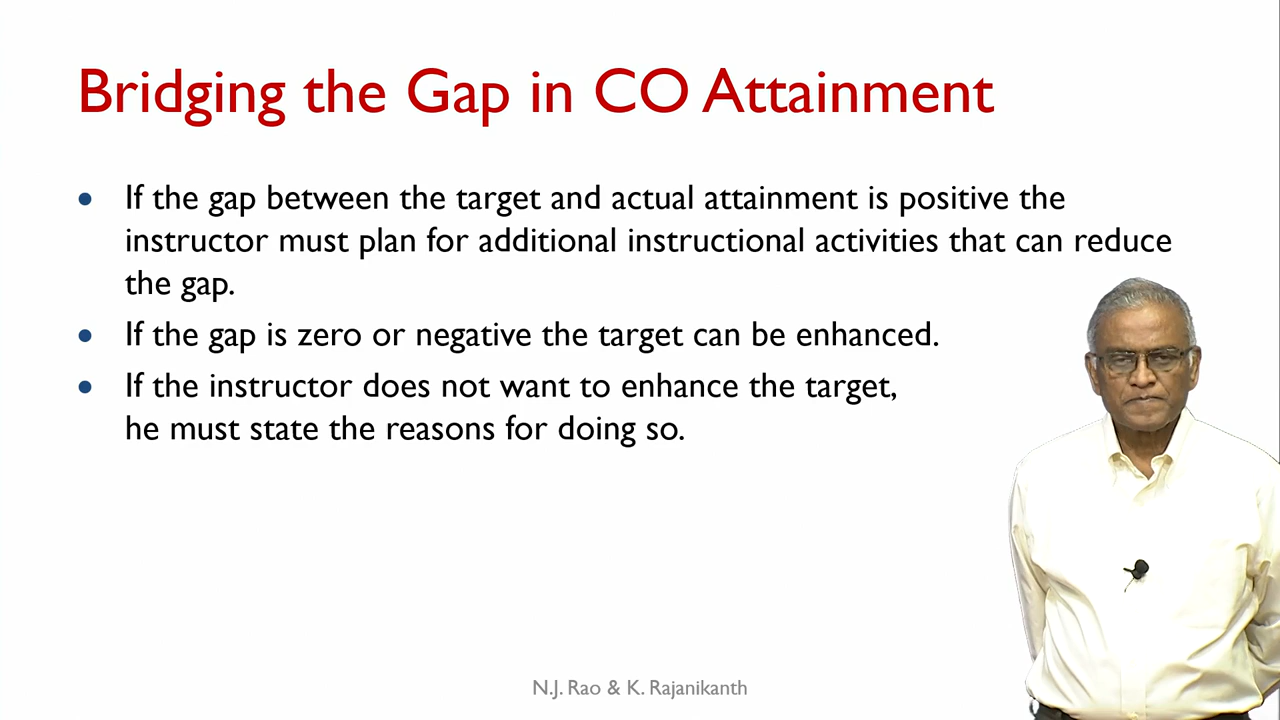 Bridging the Gap in CO Attainment
• If the gap between the target and actual attainment is positive the
instructor must plan for additional instructional activities that can reduce
the gap.
• If the gap is zero or negative the target can be enhanced.
• If the instructor does not want to enhance the target,
he must state the reasons for doing so.
N.J. Rao & K. Rajanikanth